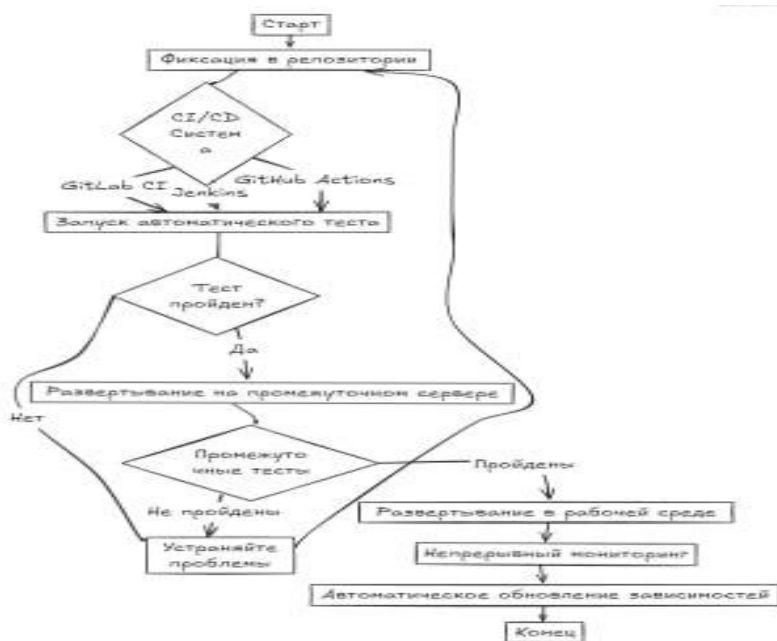 Старт
Фиксация в репозитории
CI/CD
Систем
а
GitLab CI
Jenkins
GitHub Actions
Запуск автоматического теста
Тест
пройден?
Да
Развертывание на промежуточном сервере
Нет
Промежуто
чные тесты
Пройдены
Не пройдены
Развертывание в рабочей среде
Устраняйте
проблемы
Непрерывный мониторинг
Автоматическое обновление зависимостей
Конец